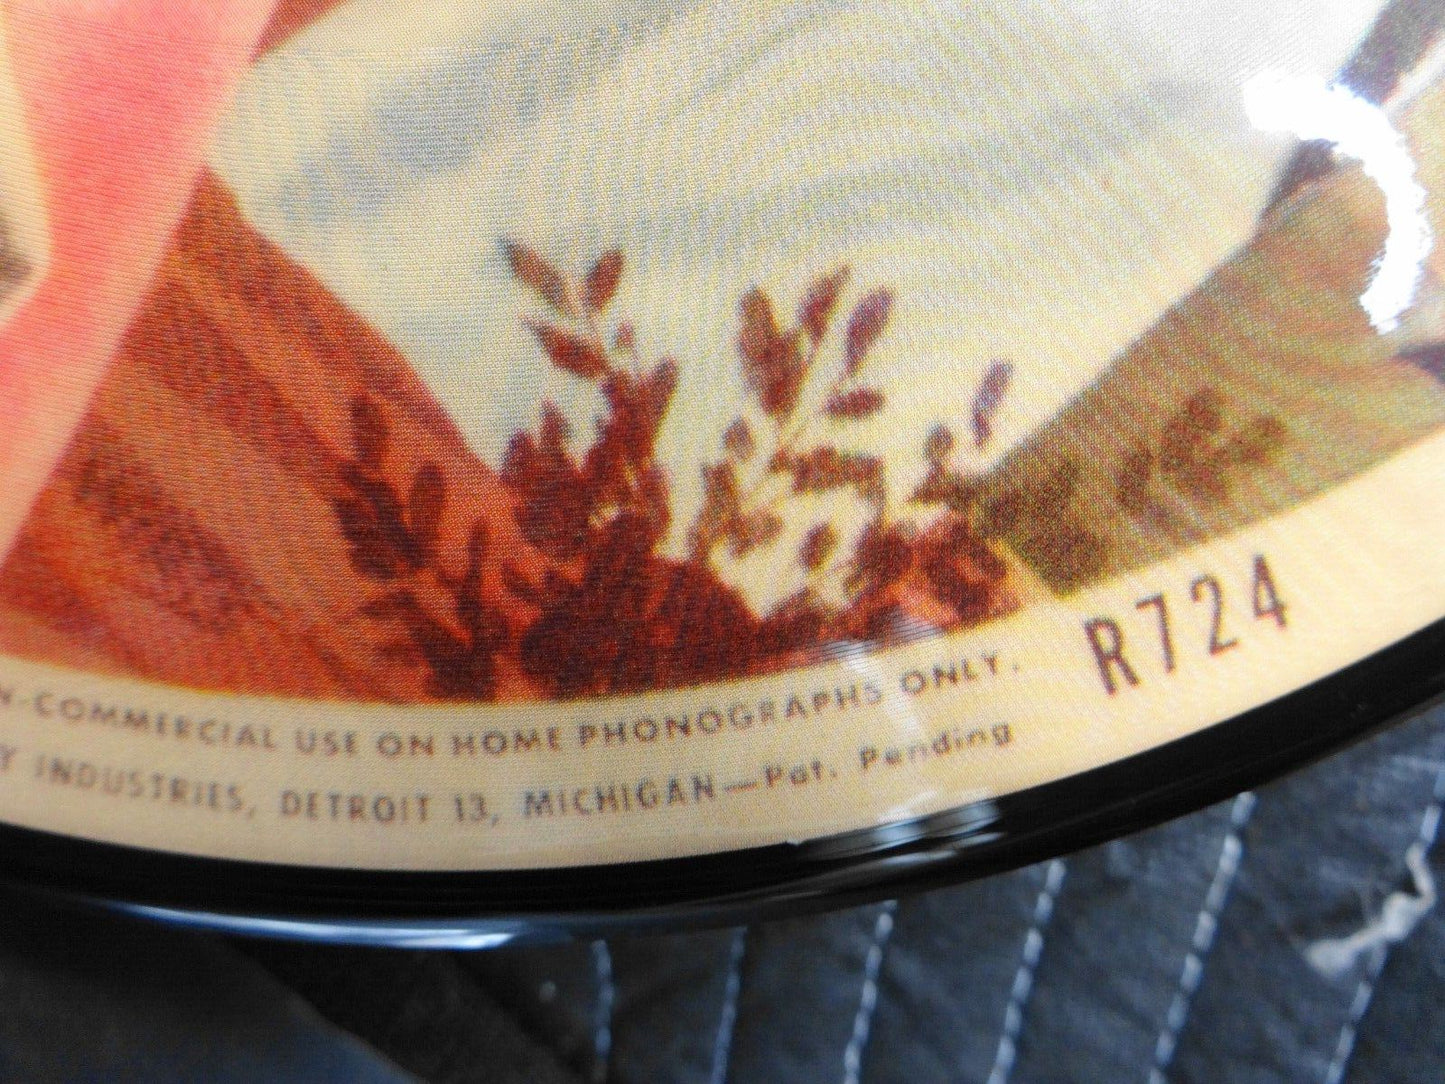 N-COMMERCIAL USE ON HOME PHONOGRAPHS ONLY.
Y INDUSTRIES, DETROIT 13, MICHIGAN—Pat. Pending
R724